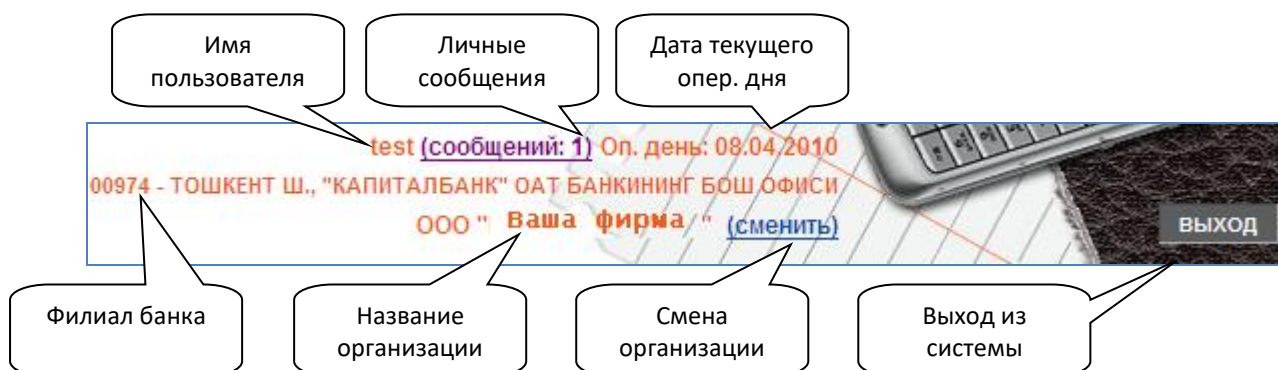 Имя
пользователя
Личные
сообщения
Дата текущего
опер. дня
test (сообщений: 1) Оп. день: 08.04.2010
00974 - ТОШКЕНТ Ш., "КАПИТАЛБАНК" ОАТ БАНКИНИНГ БОШ ОФИСИ
ООО " Ваша фирма " (сменить)
ВЫХОД
Филиал банка
Название
организации
Смена
организации
Выход из
системы